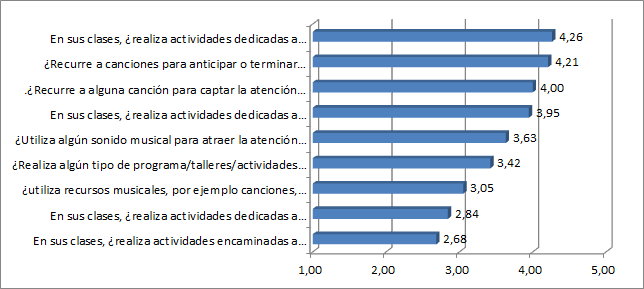 En sus clases, ¿realiza actividades dedicadas a...
4,26
¿Recurre a canciones para anticipar o terminar...
4,21
.¿Recurre a alguna canción para captar la atención...
4,00
En sus clases, ¿realiza actividades dedicadas a...
3,95
¿Utiliza algún sonido musical para atraer la atención...
3,63
¿Realiza algún tipo de programa/talleres/actividades...
3,42
¿utiliza recursos musicales, por ejemplo canciones,...
3,05
En sus clases, ¿realiza actividades dedicadas a...
2,84
En sus clases, ¿realiza actividades encaminadas a...
2,68
1,00 2,00 3,00 4,00 5,00